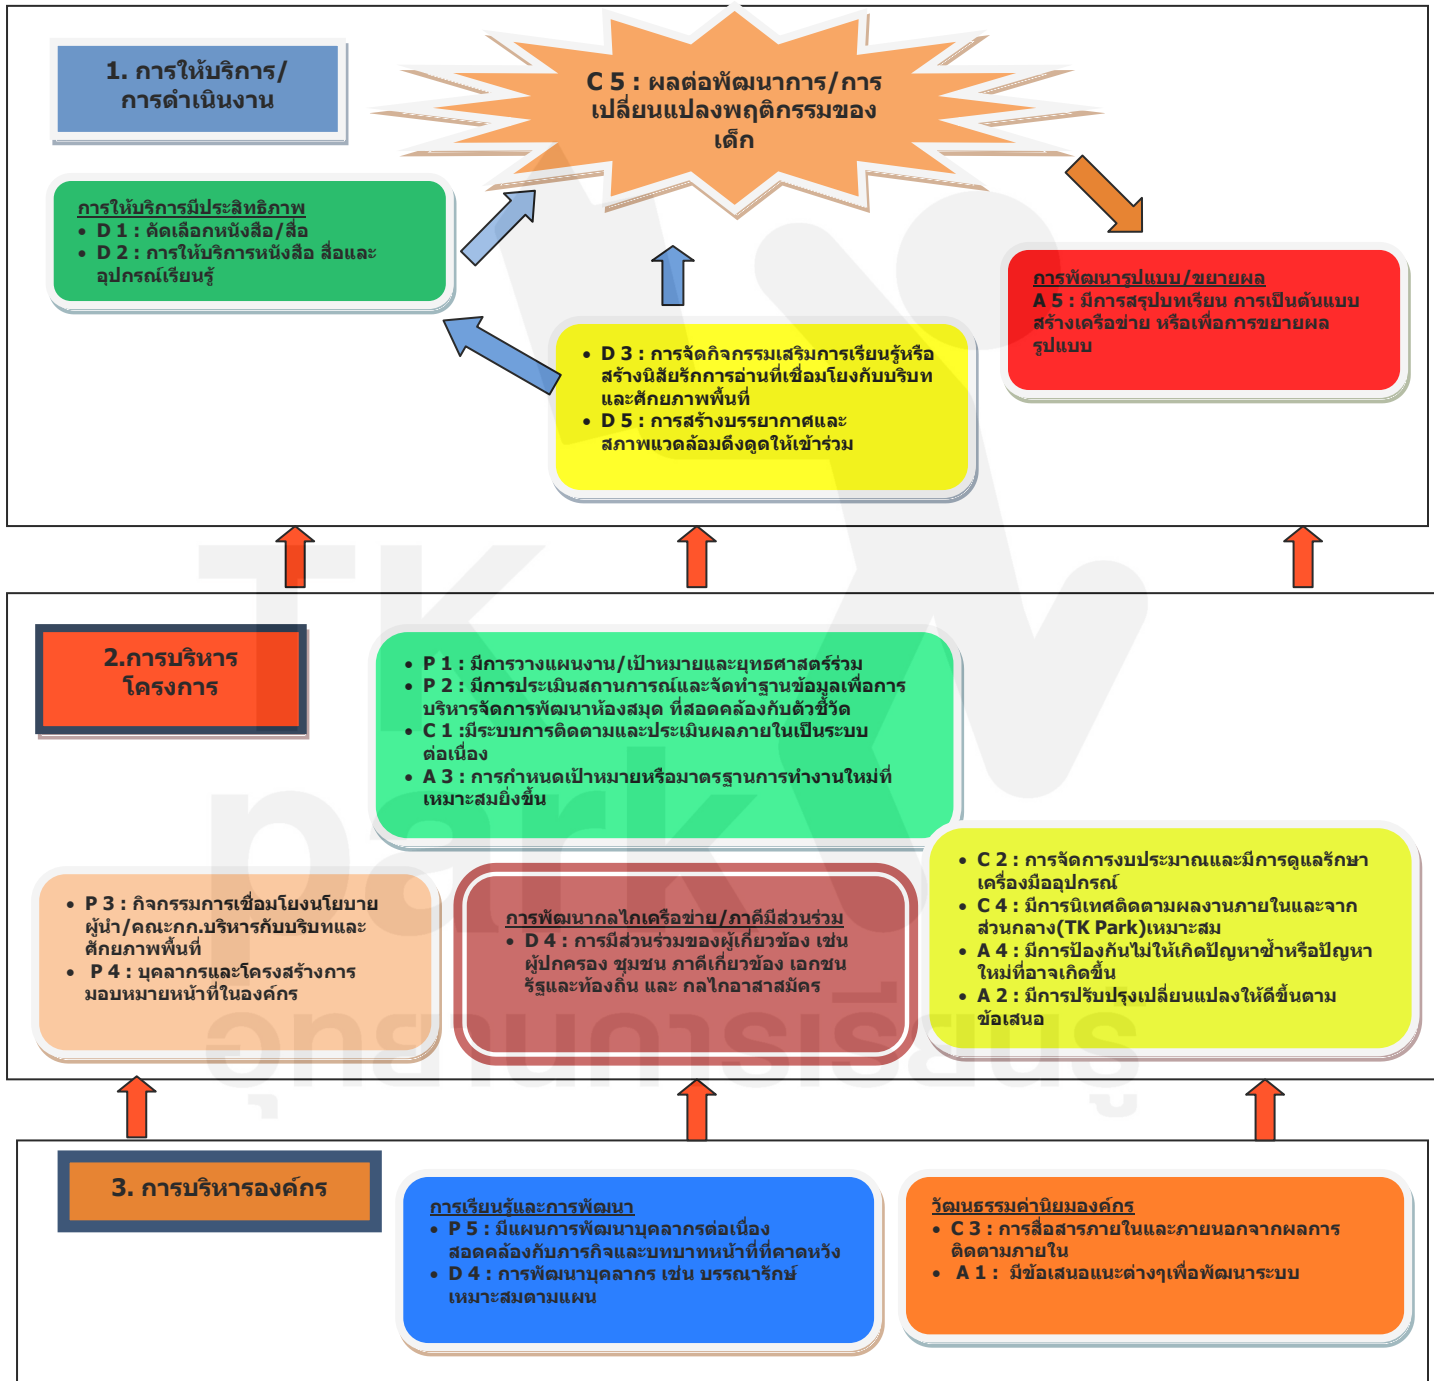 1. การให้บริการ/
การดำเนินงาน
C 5 : ผลต่อพัฒนาการ/การ
เปลี่ยนแปลงพฤติกรรมของ
เด็ก
การให้บริการมีประสิทธิภาพ
• D 1 : คัดเลือกหนังสือ/สื่อ
• D 2 : การให้บริการหนังสือ สื่อและ
อุปกรณ์เรียนรู้
การพัฒนารูปแบบ/ขยายผล
A 5 : มีการสรุปบทเรียน การเป็นต้นแบบ
สร้างเครือข่าย หรือเพื่อการขยายผล
รูปแบบ
• D 3 : การจัดกิจกรรมเสริมการเรียนรู้หรือ
สร้างนิสัยรักการอ่านที่เชื่อมโยงกับบริบท
และศักยภาพพื้นที่
• D 5 : การสร้างบรรยากาศและ
สภาพแวดล้อมดึงดูดให้เข้าร่วม
2.การบริหาร
โครงการ
• P 1 : มีการวางแผนงาน/เป้าหมายและยุทธศาสตร์ร่วม
• P 2 : มีการประเมินสถานการณ์และจัดทำฐานข้อมูลเพื่อการ
บริหารจัดการพัฒนาห้องสมุด ที่สอดคล้องกับตัวชี้วัด
• C 1 :มีระบบการติดตามและประเมินผลภายในเป็นระบบ
ต่อเนื่อง
• A 3 : การกำหนดเป้าหมายหรือมาตรฐานการทำงานใหม่ที่
เหมาะสมยิ่งขึ้น
• P 3 : กิจกรรมการเชื่อมโยงนโยบาย
ผู้นำ/คณะกก.บริหารกับบริบทและ
ศักยภาพพื้นที่
• P 4 : บุคลากรและโครงสร้างการ
มอบหมายหน้าที่ในองค์กร
การพัฒนากลไกเครือข่าย/ภาคีมีส่วนร่วม
• D 4 : การมีส่วนร่วมของผู้เกี่ยวข้อง เช่น
ผู้ปกครอง ชุมชน ภาคีเกี่ยวข้อง เอกชน
รัฐและท้องถิ่น และ กลไกอาสาสมัคร
• C 2 : การจัดการงบประมาณและมีการดูแลรักษา
เครื่องมืออุปกรณ์
• C 4 : มีการนิเทศติดตามผลงานภายในและจาก
ส่วนกลาง(TK Park)เหมาะสม
• A 4 : มีการป้องกันไม่ให้เกิดปัญหาซ้ำหรือปัญหา
ใหม่ที่อาจเกิดขึ้น
• A 2 : มีการปรับปรุงเปลี่ยนแปลงให้ดีขึ้นตาม
ข้อเสนอ
3. การบริหารองค์กร
การเรียนรู้และการพัฒนา
• P 5 : มีแผนการพัฒนาบุคลากรต่อเนื่อง
สอดคล้องกับภารกิจและบทบาทหน้าที่ที่คาดหวัง
• D 4 : การพัฒนาบุคลากร เช่น บรรณารักษ์
เหมาะสมตามแผน
วัฒนธรรมค่านิยมองค์กร
• C 3 : การสื่อสารภายในและภายนอกจากผลการ
ติดตามภายใน
• A 1 : มีข้อเสนอแนะต่างๆเพื่อพัฒนาระบบ
TK
park
อุทยานการเรียนรู้